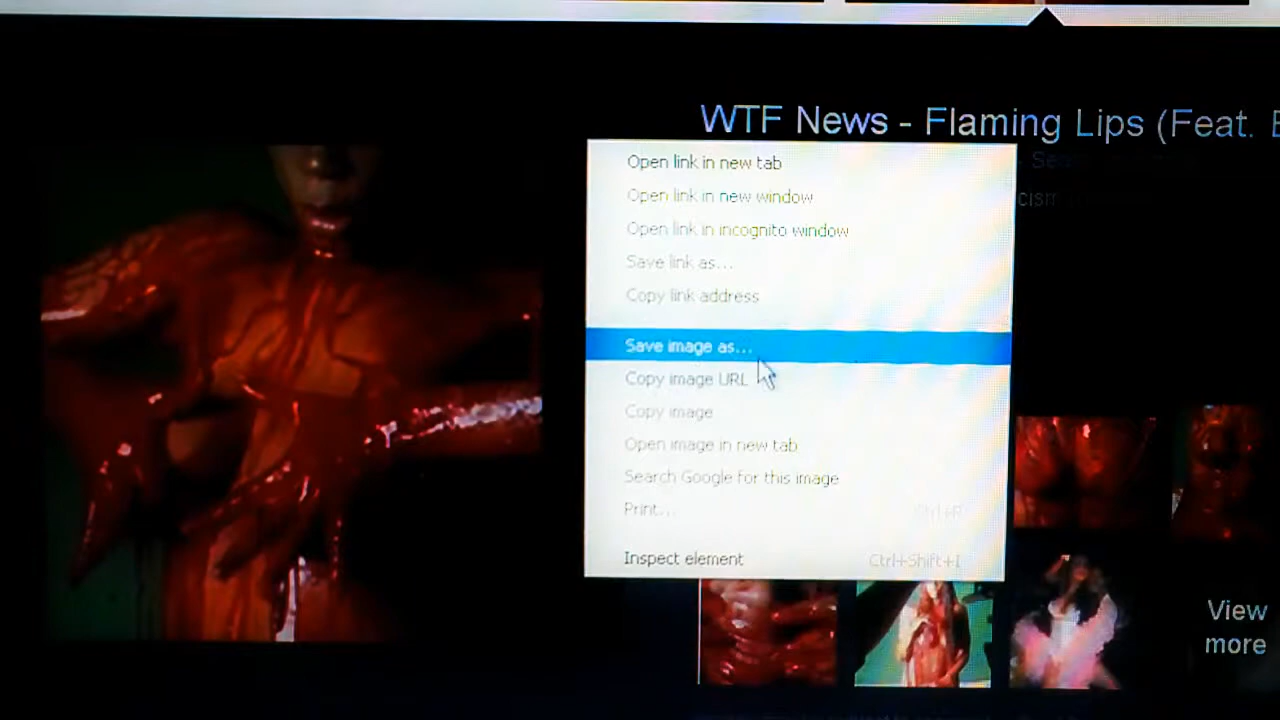 WTF News - Flaming Lips (Feat.
Open link in new tab
Open link in new window
Open link in incognito window
Save link as...
Copy link address
Save image as...
Copy image URL
Copy image
Open image in new tab
Search Google for this image
Print...
Inspect element Ctrl+Shift+I
View
more